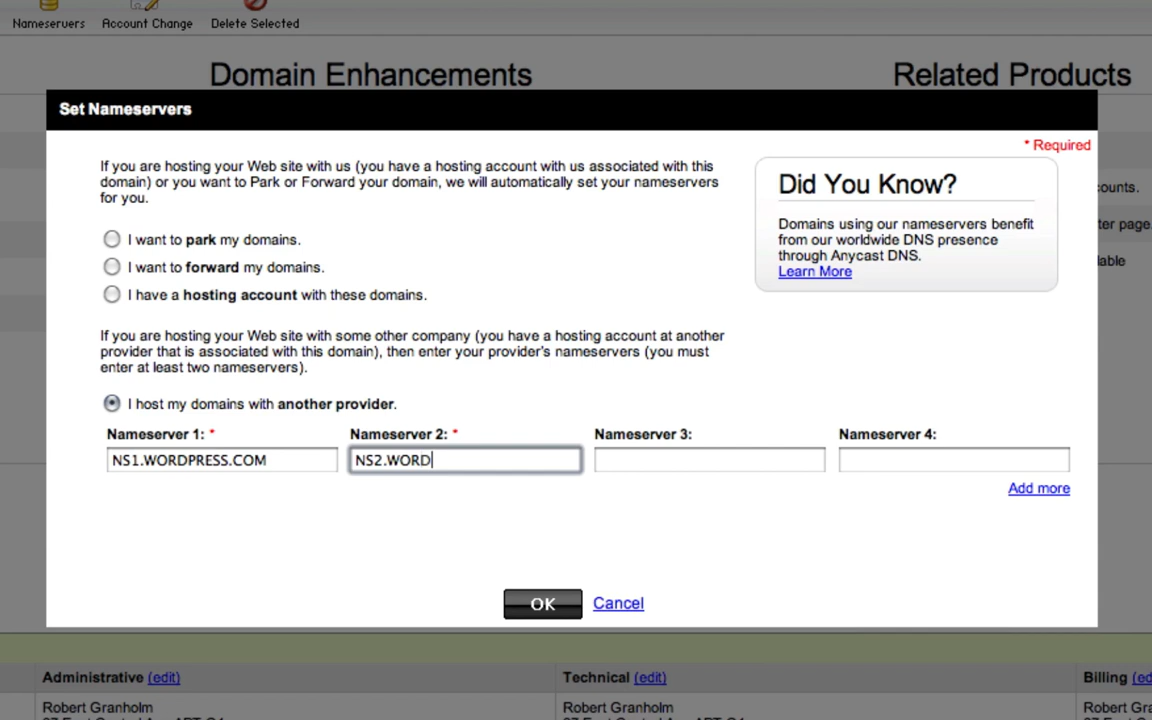 Nameservers Account Change Delete Selected
Domain Enhancements Related Products
Set Nameservers
* Required
If you are hosting your Web site with us (you have a hosting account with us associated with this
domain) or you want to Park or Forward your domain, we will automatically set your nameservers
for you.
I want to park my domains.
I want to forward my domains.
I have a hosting account with these domains.
Did You Know?
Domains using our nameservers benefit
from our worldwide DNS presence
through Anycast DNS.
Learn More
counts.
ter page.
lable
If you are hosting your Web site with some other company (you have a hosting account at another
provider that is associated with this domain), then enter your provider's nameservers (you must
enter at least two nameservers).
I host my domains with another provider.
Nameserver 1: * Nameserver 2: * Nameserver 3: Nameserver 4:
NS1.WORDPRESS.COM NS2.WORD
Add more
OK Cancel
Administrative (edit) Technical (edit) Billing (ed
Robert Granholm Robert Granholm Robert Gra